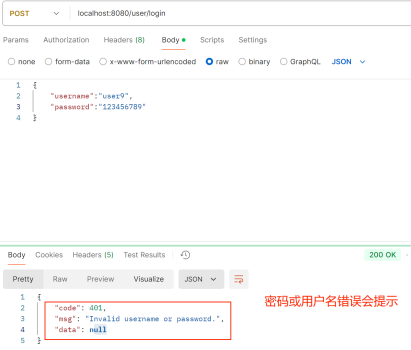 POST localhost:8080/user/login
Params Authorization Headers (8) Body Scripts Settings
none form-data x-www-form-urlencoded raw binary GraphQL JSON
1 {
2 "username":"user9",
3 "password":"123456789"
4 }
Body Cookies Headers (5) Test Results 200 OK
Pretty Raw Preview Visualize JSON
1 {
2 "code": 401,
3 "msg": "Invalid username or password.",
4 "data": null
5 }
密码或用户名错误会提示